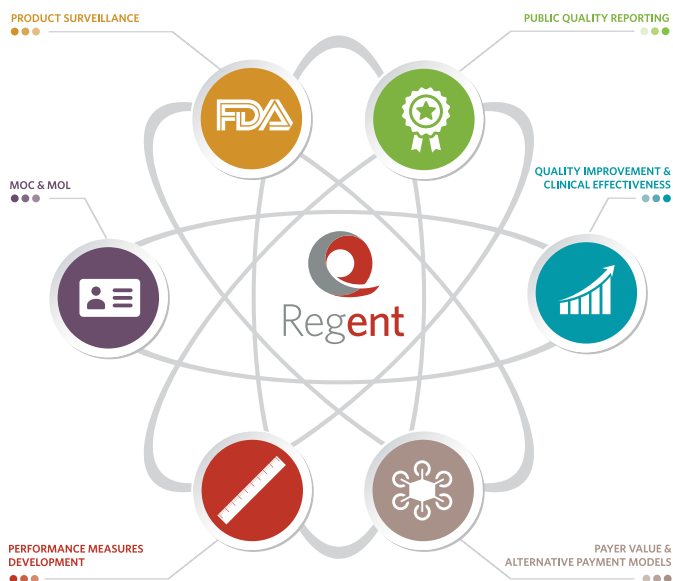 PRODUCT SURVEILLANCE
PUBLIC QUALITY REPORTING
FDA
MOC & MOL
QUALITY IMPROVEMENT &
CLINICAL EFFECTIVENESS
Regent
PERFORMANCE MEASURES
DEVELOPMENT
PAYER VALUE &
ALTERNATIVE PAYMENT MODELS